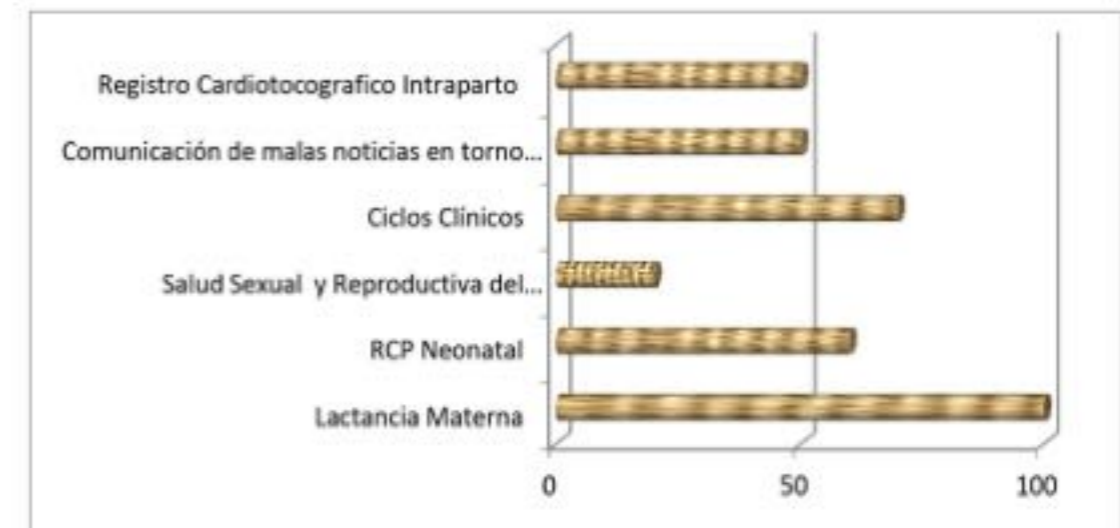 Registro Cardiotocografico Intraparto
Comunicación de malas noticias en torno...
Ciclos Clínicos
Salud Sexual y Reproductiva del...
RCP Neonatal
Lactancia Materna
0 50 100